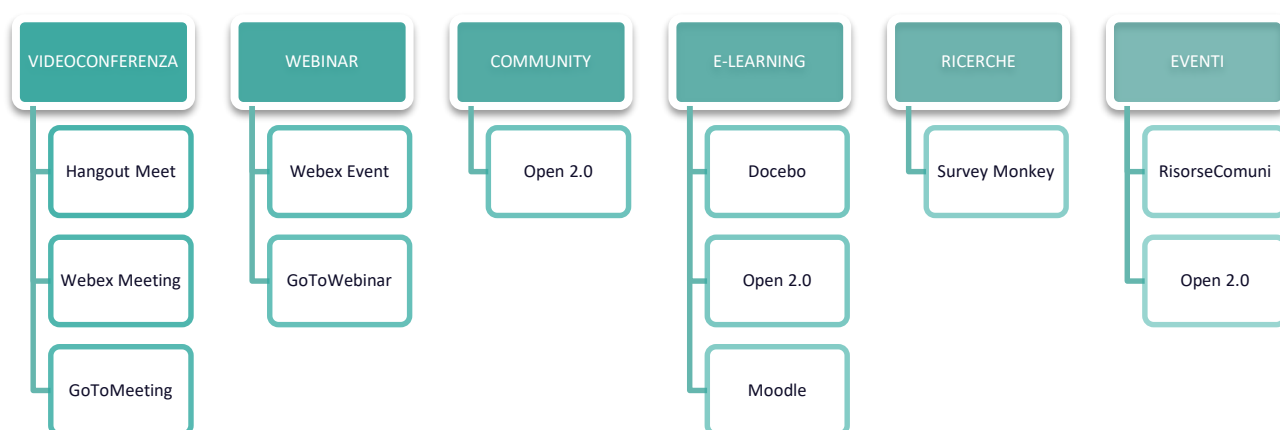 VIDEOCONFERENZA
Hangout Meet
Webex Meeting
GoToMeeting
WEBINAR
Webex Event
GoToWebinar
COMMUNITY
Open 2.0
E-LEARNING
Docebo
Open 2.0
Moodle
RICERCHE
Survey Monkey
EVENTI
RisorseComuni
Open 2.0